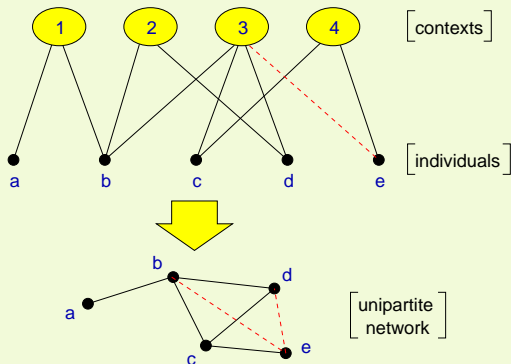 1 2 3 4 contexts
individuals
a b c d e
b
d
a
unipartite
network
c
e